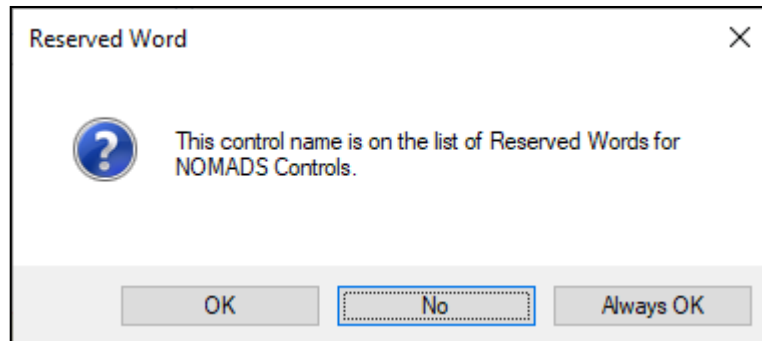 Reserved Word
This control name is on the list of Reserved Words for
NOMADS Controls.
OK No Always OK